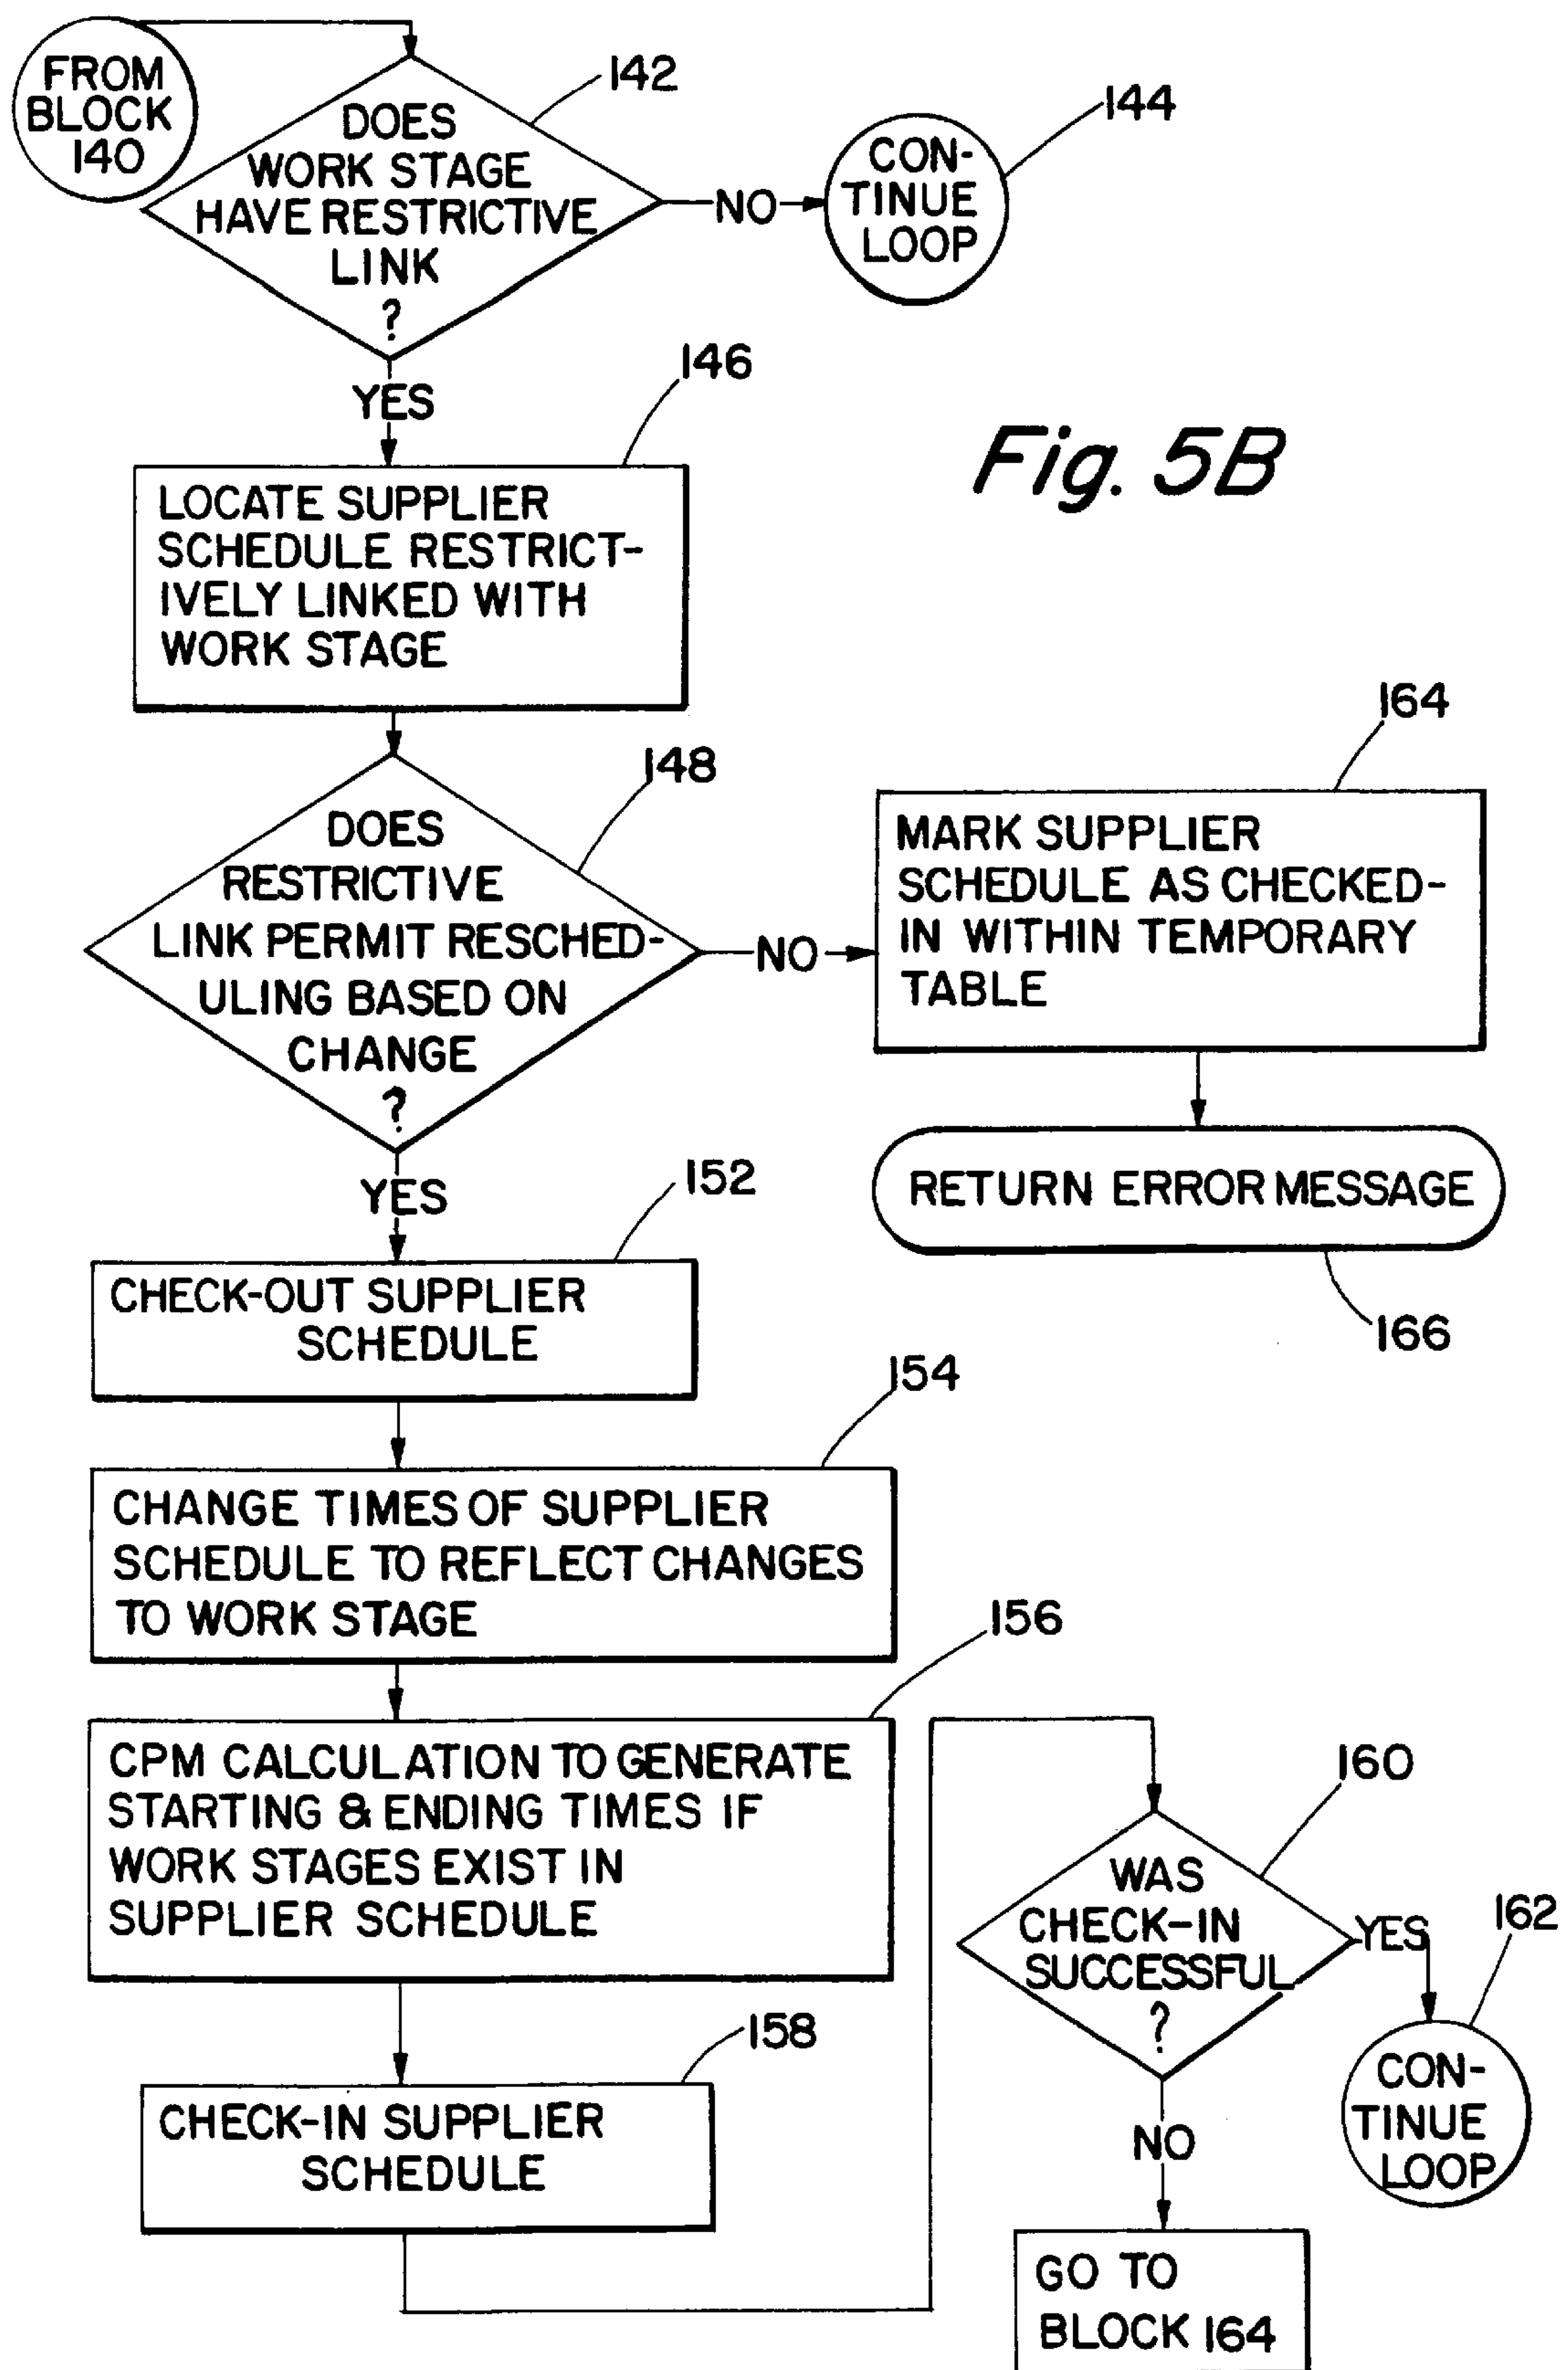 FROM
BLOCK
140
142
DOES
WORK STAGE
HAVE RESTRICTIVE
LINK
?
NO
144
CON-
TINUE
LOOP
YES
146
LOCATE SUPPLIER
SCHEDULE RESTRICT-
IVELY LINKED WITH
WORK STAGE
Fig. 5B
148
DOES
RESTRICTIVE
LINK PERMIT RESCHED-
ULING BASED ON
CHANGE
?
NO
164
MARK SUPPLIER
SCHEDULE AS CHECKED-
IN WITHIN TEMPORARY
TABLE
RETURN ERROR MESSAGE
166
YES
152
CHECK-OUT SUPPLIER
SCHEDULE
154
CHANGE TIMES OF SUPPLIER
SCHEDULE TO REFLECT CHANGES
TO WORK STAGE
156
CPM CALCULATION TO GENERATE
STARTING & ENDING TIMES IF
WORK STAGES EXIST IN
SUPPLIER SCHEDULE
158
CHECK-IN SUPPLIER
SCHEDULE
160
WAS
CHECK-IN
SUCCESSFUL
?
YES
162
CON-
TINUE
LOOP
NO
GO TO
BLOCK 164